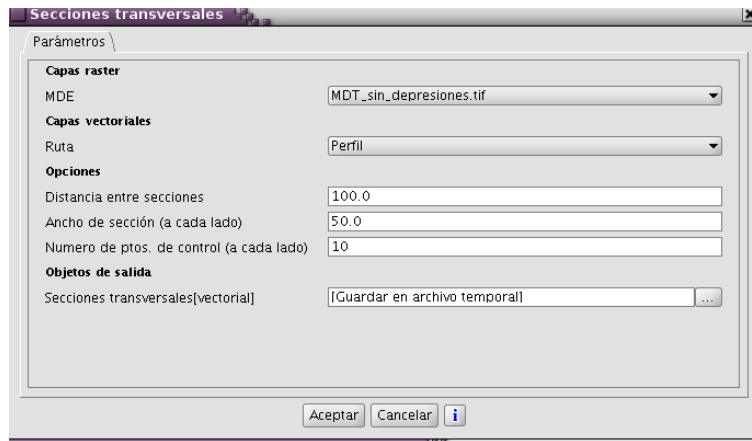 Secciones transversales
Parámetros
Capas raster
MDE MDT_sin_depresiones.tif
Capas vectoriales
Ruta Perfil
Opciones
Distancia entre secciones 100.0
Ancho de sección (a cada lado) 50.0
Numero de ptos. de control (a cada lado) 10
Objetos de salida
Secciones transversales[vectorial] [Guardar en archivo temporal] ...
Aceptar Cancelar i